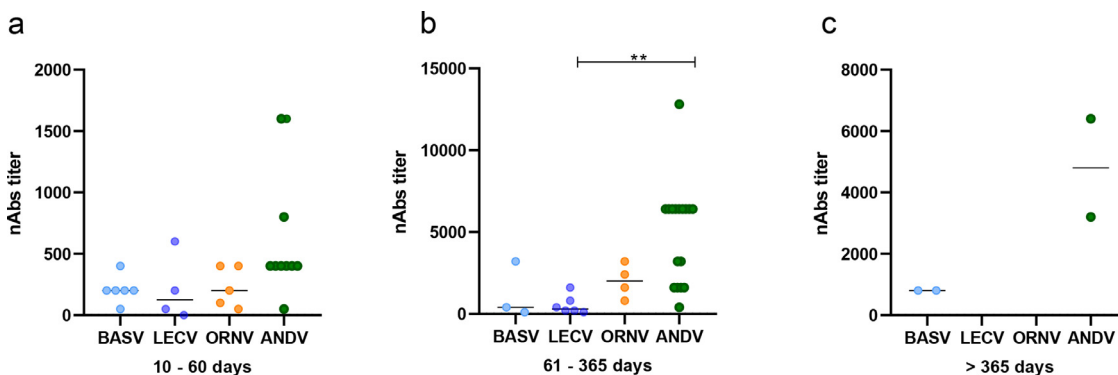 a
nAbs titer
2000
1500
1000
500
0
BASV LECV ORNV ANDV
10 - 60 days
b
**
nAbs titer
15000
10000
5000
0
BASV LECV ORNV ANDV
61 - 365 days
c
nAbs titer
8000
6000
4000
2000
0
BASV LECV ORNV ANDV
> 365 days